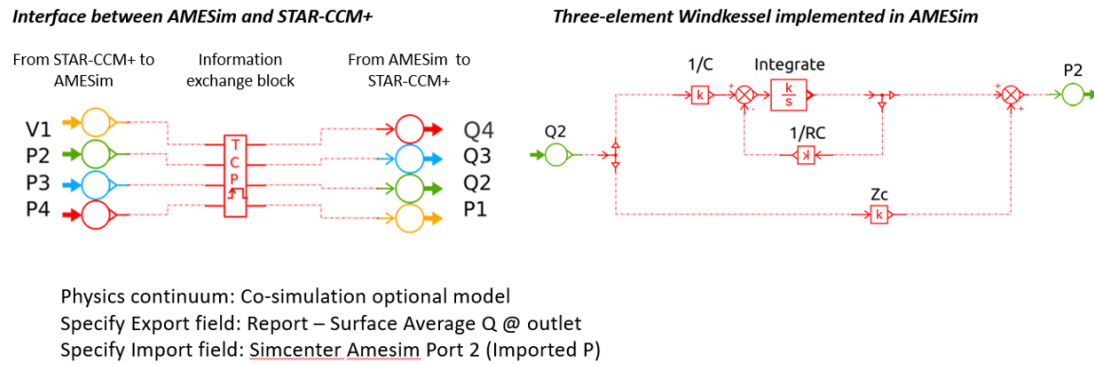 Interface between AMESim and STAR-CCM+
Three-element Windkessel implemented in AMESim
From STAR-CCM+ to
AMESim
Information
exchange block
From AMESim to
STAR-CCM+
V1
P2
P3
P4
T
C
P
Q4
Q3
Q2
P1
Q2
1/C
k
+
-
Integrate
k
s
1/RC
k
Zc
k
+
+
P2
Physics continuum: Co-simulation optional model
Specify Export field: Report – Surface Average Q @ outlet
Specify Import field: Simcenter Amesim Port 2 (Imported P)